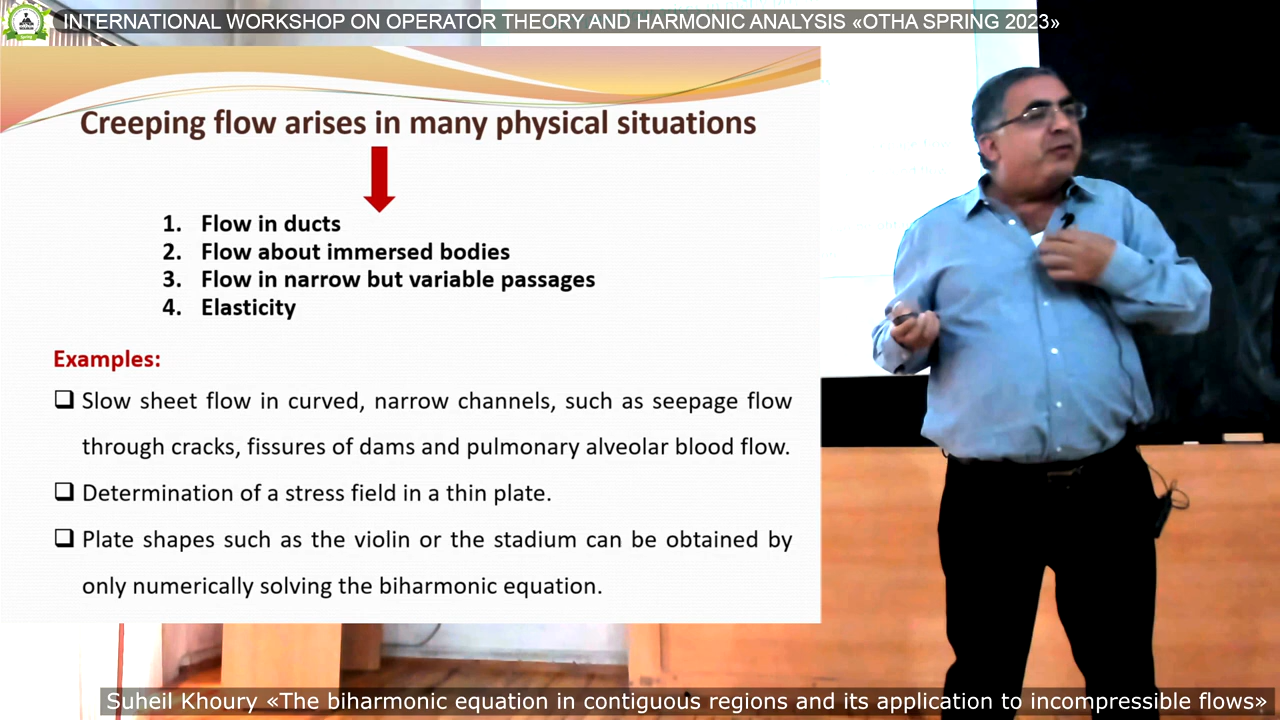 INTERNATIONAL WORKSHOP ON OPERATOR THEORY AND HARMONIC ANALYSIS «OTHA SPRING 2023»
Creeping flow arises in many physical situations
1. Flow in ducts
2. Flow about immersed bodies
3. Flow in narrow but variable passages
4. Elasticity
Examples:
Slow sheet flow in curved, narrow channels, such as seepage flow
through cracks, fissures of dams and pulmonary alveolar blood flow.
Determination of a stress field in a thin plate.
Plate shapes such as the violin or the stadium can be obtained by
only numerically solving the biharmonic equation.
Suheil Khoury «The biharmonic equation in contiguous regions and its application to incompressible flows»